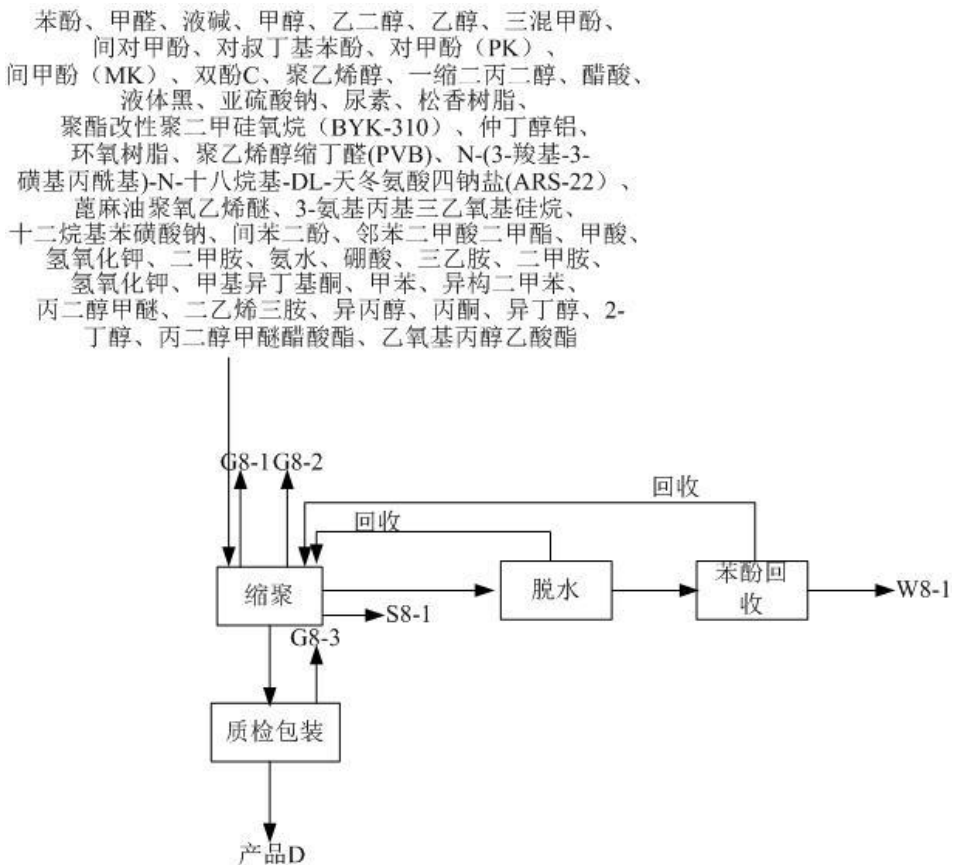 苯酚、甲醛、液碱、甲醇、乙二醇、乙醇、三混甲酚、
间对甲酚、对叔丁基苯酚、对甲酚（PK）、
间甲酚（MK）、双酚C、聚乙烯醇、一缩二丙二醇、醋酸、
液体黑、亚硫酸钠、尿素、松香树脂、
聚酯改性聚二甲硅氧烷（BYK-310）、仲丁醇铝、
环氧树脂、聚乙烯醇缩丁醛(PVB)、N-(3-羧基-3-
磺基丙酰基)-N-十八烷基-DL-天冬氨酸四钠盐(ARS-22）、
蓖麻油聚氧乙烯醚、3-氨基丙基三乙氧基硅烷、
十二烷基苯磺酸钠、间苯二酚、邻苯二甲酸二甲酯、甲酸、
氢氧化钾、二甲胺、氨水、硼酸、三乙胺、二甲胺、
氢氧化钾、甲基异丁基酮、甲苯、异构二甲苯、
丙二醇甲醚、二乙烯三胺、异丙醇、丙酮、异丁醇、2-
丁醇、丙二醇甲醚醋酸酯、乙氧基丙醇乙酸酯
G8-1 G8-2
回收
回收
缩聚
脱水
苯酚回
收
W8-1
S8-1
G8-3
质检包装
产品D